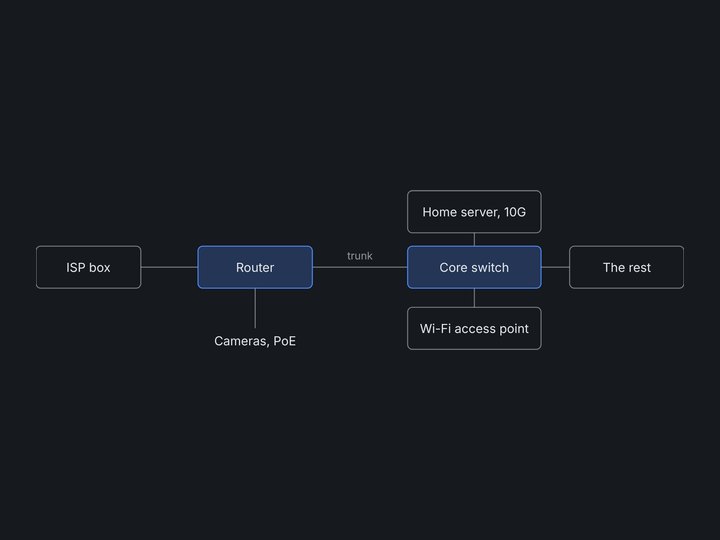 Home server, 10G
trunk
ISP box
Router
Core switch
The rest
Wi-Fi access point
Cameras, PoE